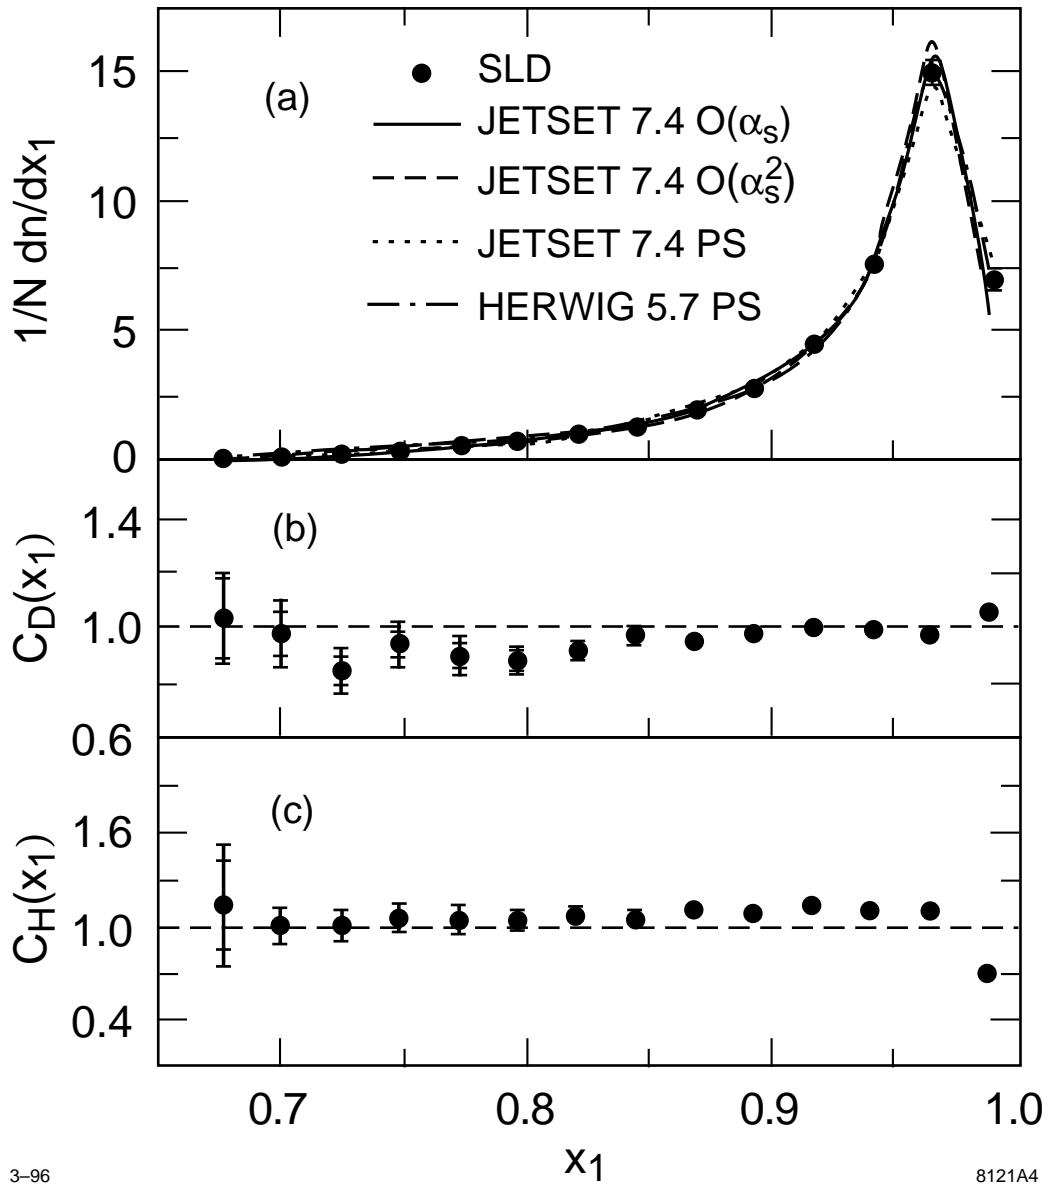 15
(a)
SLD
JETSET 7.4 O(αs)
10
JETSET 7.4 O(αs²)
JETSET 7.4 PS
5
HERWIG 5.7 PS
0
1/N dn/dx1
1.4
(b)
1.0
0.6
CD(x1)
(c)
1.6
1.0
0.4
CH(x1)
0.7 0.8 0.9 1.0
x1
3–96 8121A4